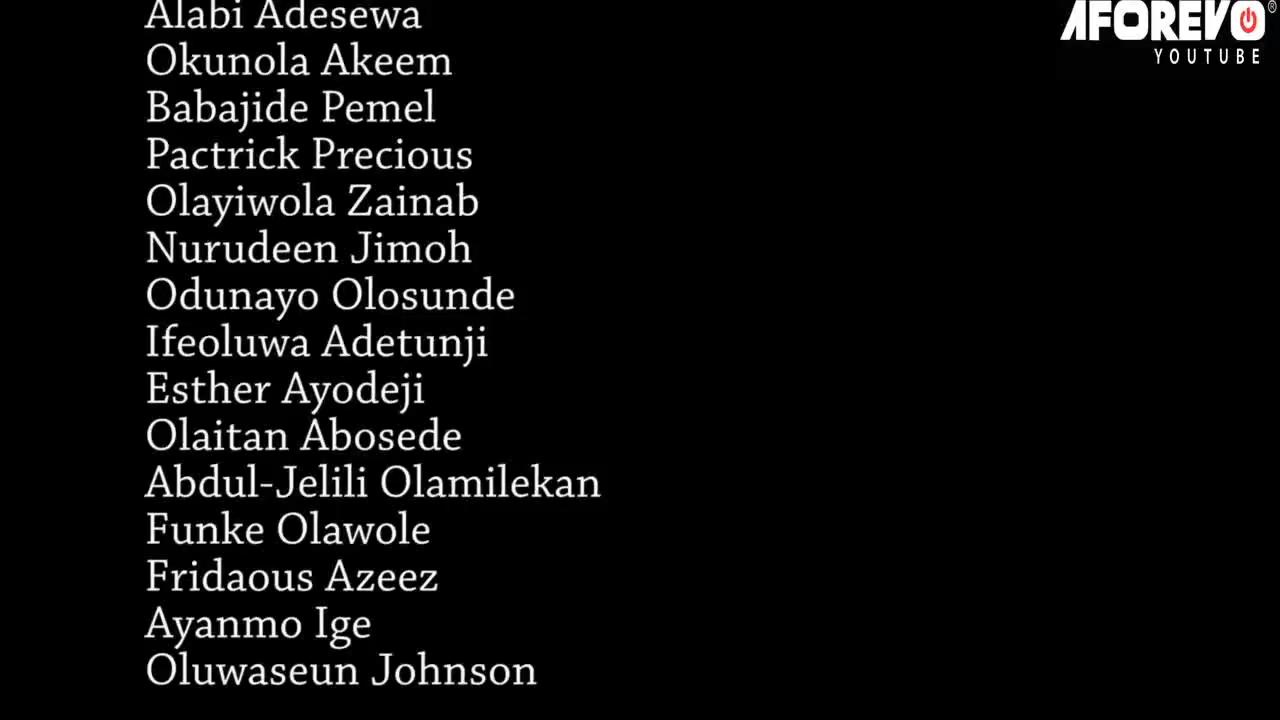 Alabi Adesewa
Okunola Akeem
Babajide Pemel
Pactrick Precious
Olayiwola Zainab
Nurudeen Jimoh
Odunayo Olosunde
Ifeoluwa Adetunji
Esther Ayodeji
Olaitan Abosede
Abdul-Jelili Olamilekan
Funke Olawole
Fridaous Azeez
Ayanmo Ige
Oluwaseun Johnson
AFOREVO®
YOUTUBE